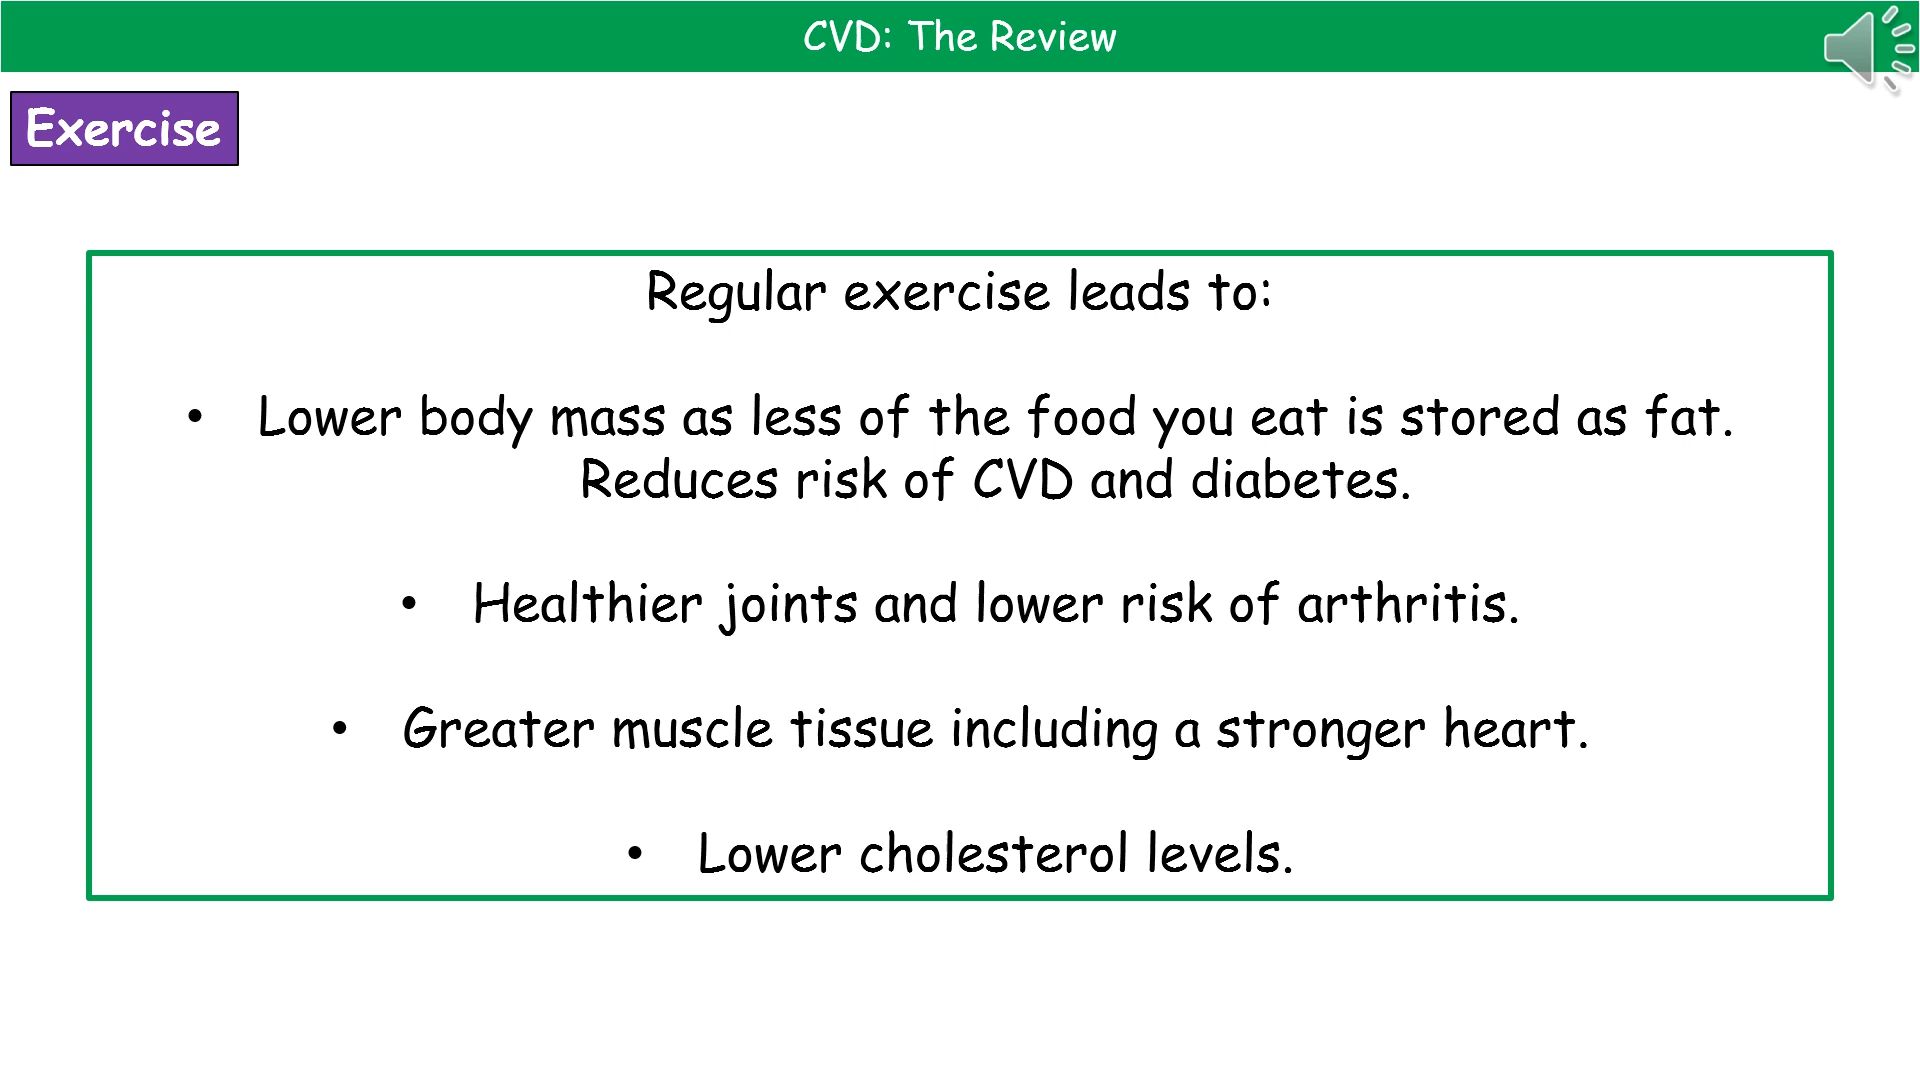 CVD: The Review
Exercise
Regular exercise leads to:
• Lower body mass as less of the food you eat is stored as fat.
Reduces risk of CVD and diabetes.
• Healthier joints and lower risk of arthritis.
• Greater muscle tissue including a stronger heart.
• Lower cholesterol levels.